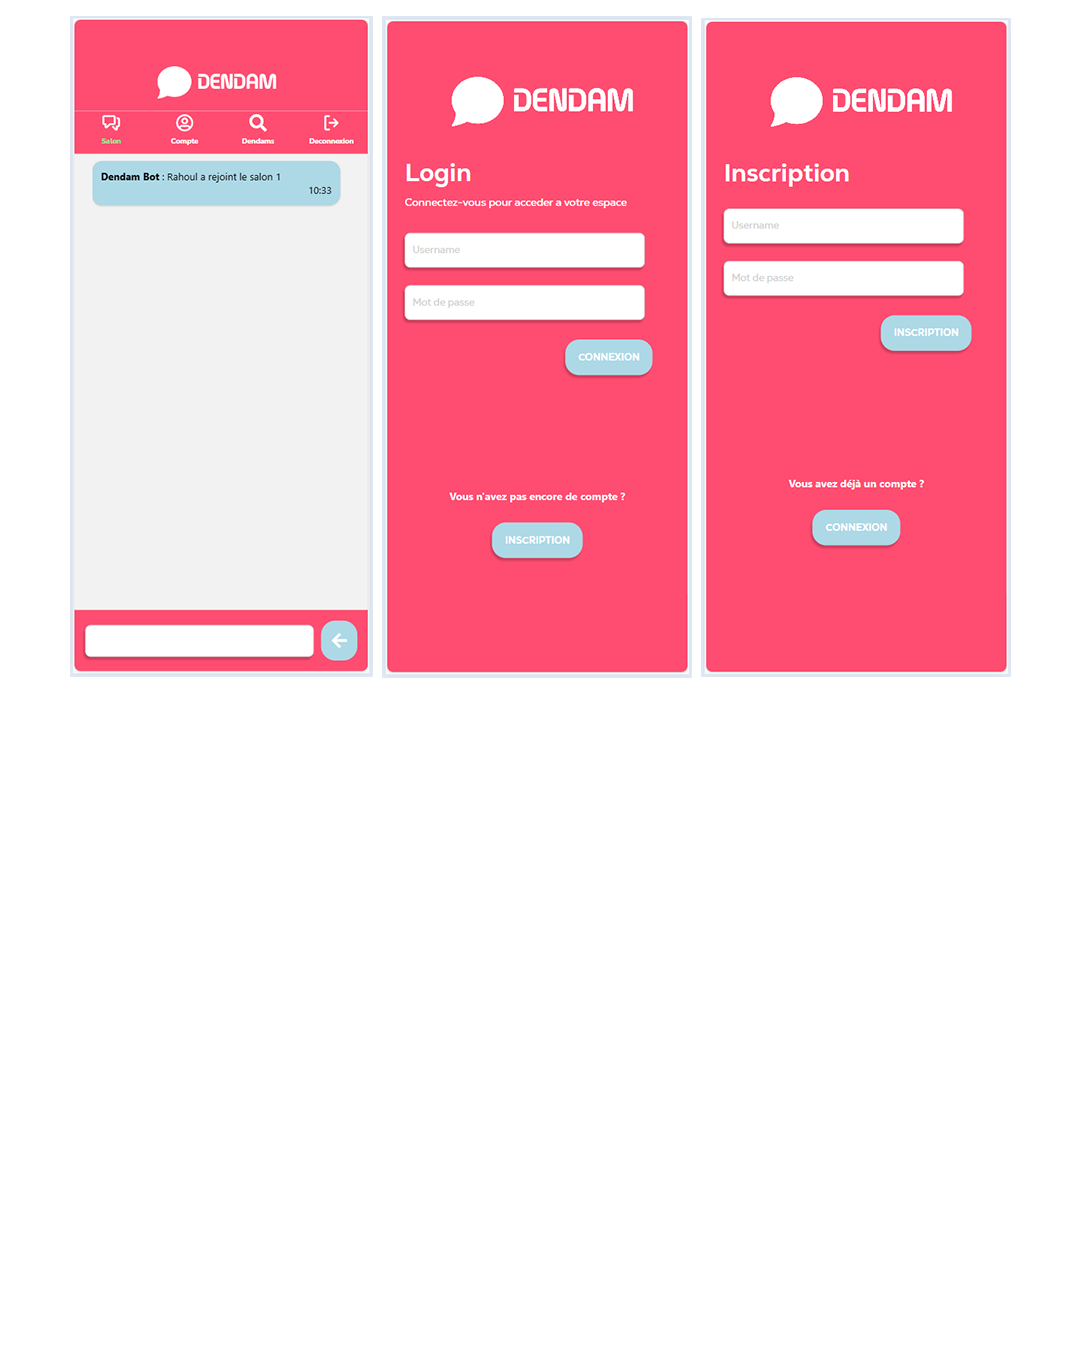 DENDAM
Salon
Compte
Dendams
Deconnexion
Dendam Bot : Rahoul a rejoint le salon 1
10:33
DENDAM
Login
Connectez-vous pour acceder a votre espace
Username
Mot de passe
CONNEXION
Vous n'avez pas encore de compte ?
INSCRIPTION
DENDAM
Inscription
Username
Mot de passe
INSCRIPTION
Vous avez déjà un compte ?
CONNEXION